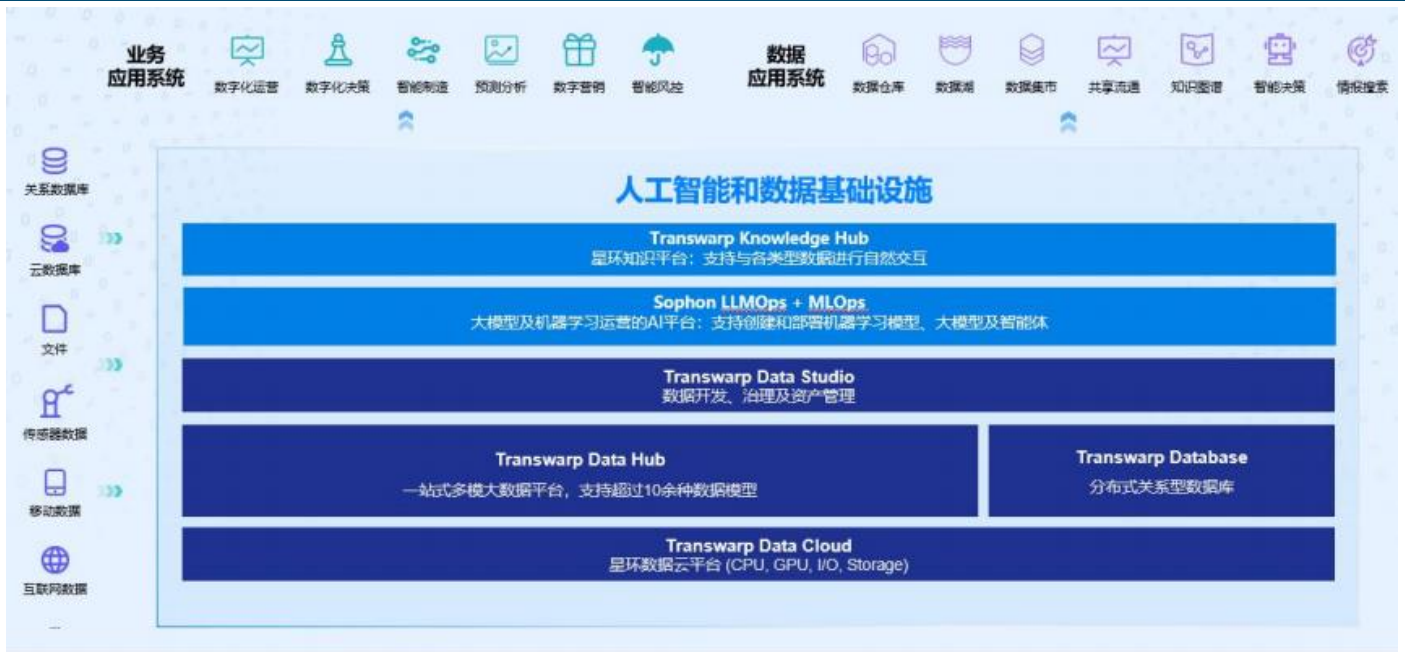 业务
应用系统
数字化运营
数字化决策
智能制造
预测分析
数字营销
智能风控
数据
应用系统
数据仓库
数据湖
数据集市
共享流通
知识图谱
智能决策
情报搜索
关系数据库
云数据库
文件
传感器数据
移动数据
互联网数据
...
人工智能和数据基础设施
Transwarp Knowledge Hub
星环知识平台：支持与各类型数据进行自然交互
Sophon LLMOps + MLOps
大模型及机器学习运营的AI平台：支持创建和部署机器学习模型、大模型及智能体
Transwarp Data Studio
数据开发、治理及资产管理
Transwarp Data Hub
一站式多模大数据平台，支持超过10余种数据模型
Transwarp Database
分布式关系型数据库
Transwarp Data Cloud
星环数据云平台 (CPU, GPU, I/O, Storage)